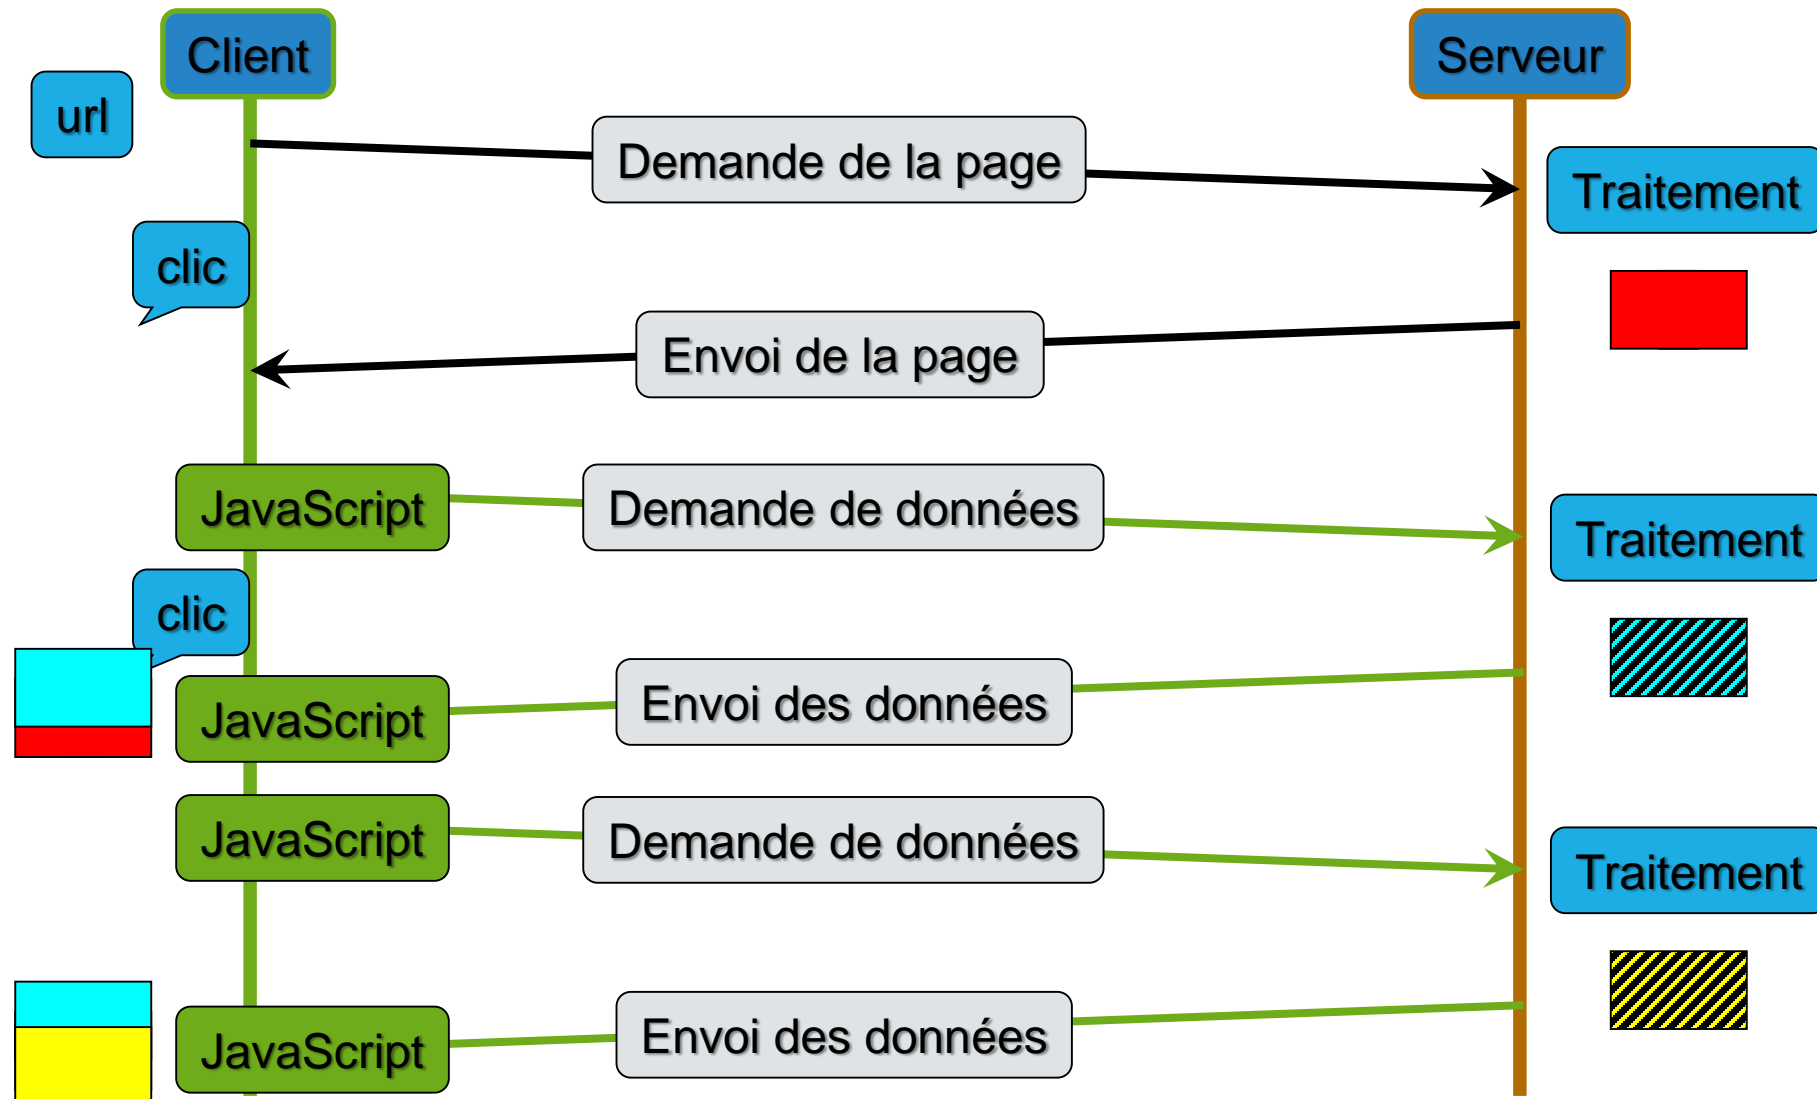 Client
Serveur
url
Demande de la page
Traitement
clic
Envoi de la page
JavaScript
Demande de données
Traitement
clic
JavaScript
Envoi des données
JavaScript
Demande de données
Traitement
JavaScript
Envoi des données